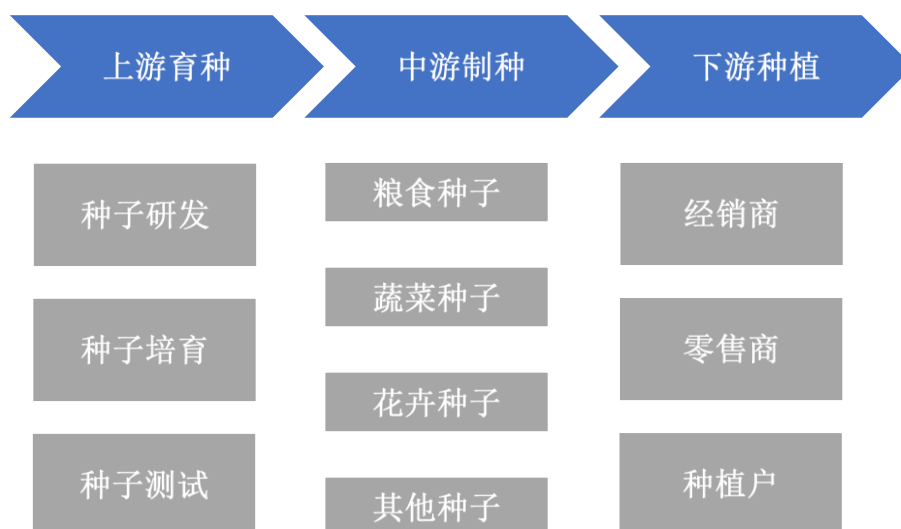 上游育种
中游制种
下游种植
种子研发
种子培育
种子测试
粮食种子
蔬菜种子
花卉种子
其他种子
经销商
零售商
种植户